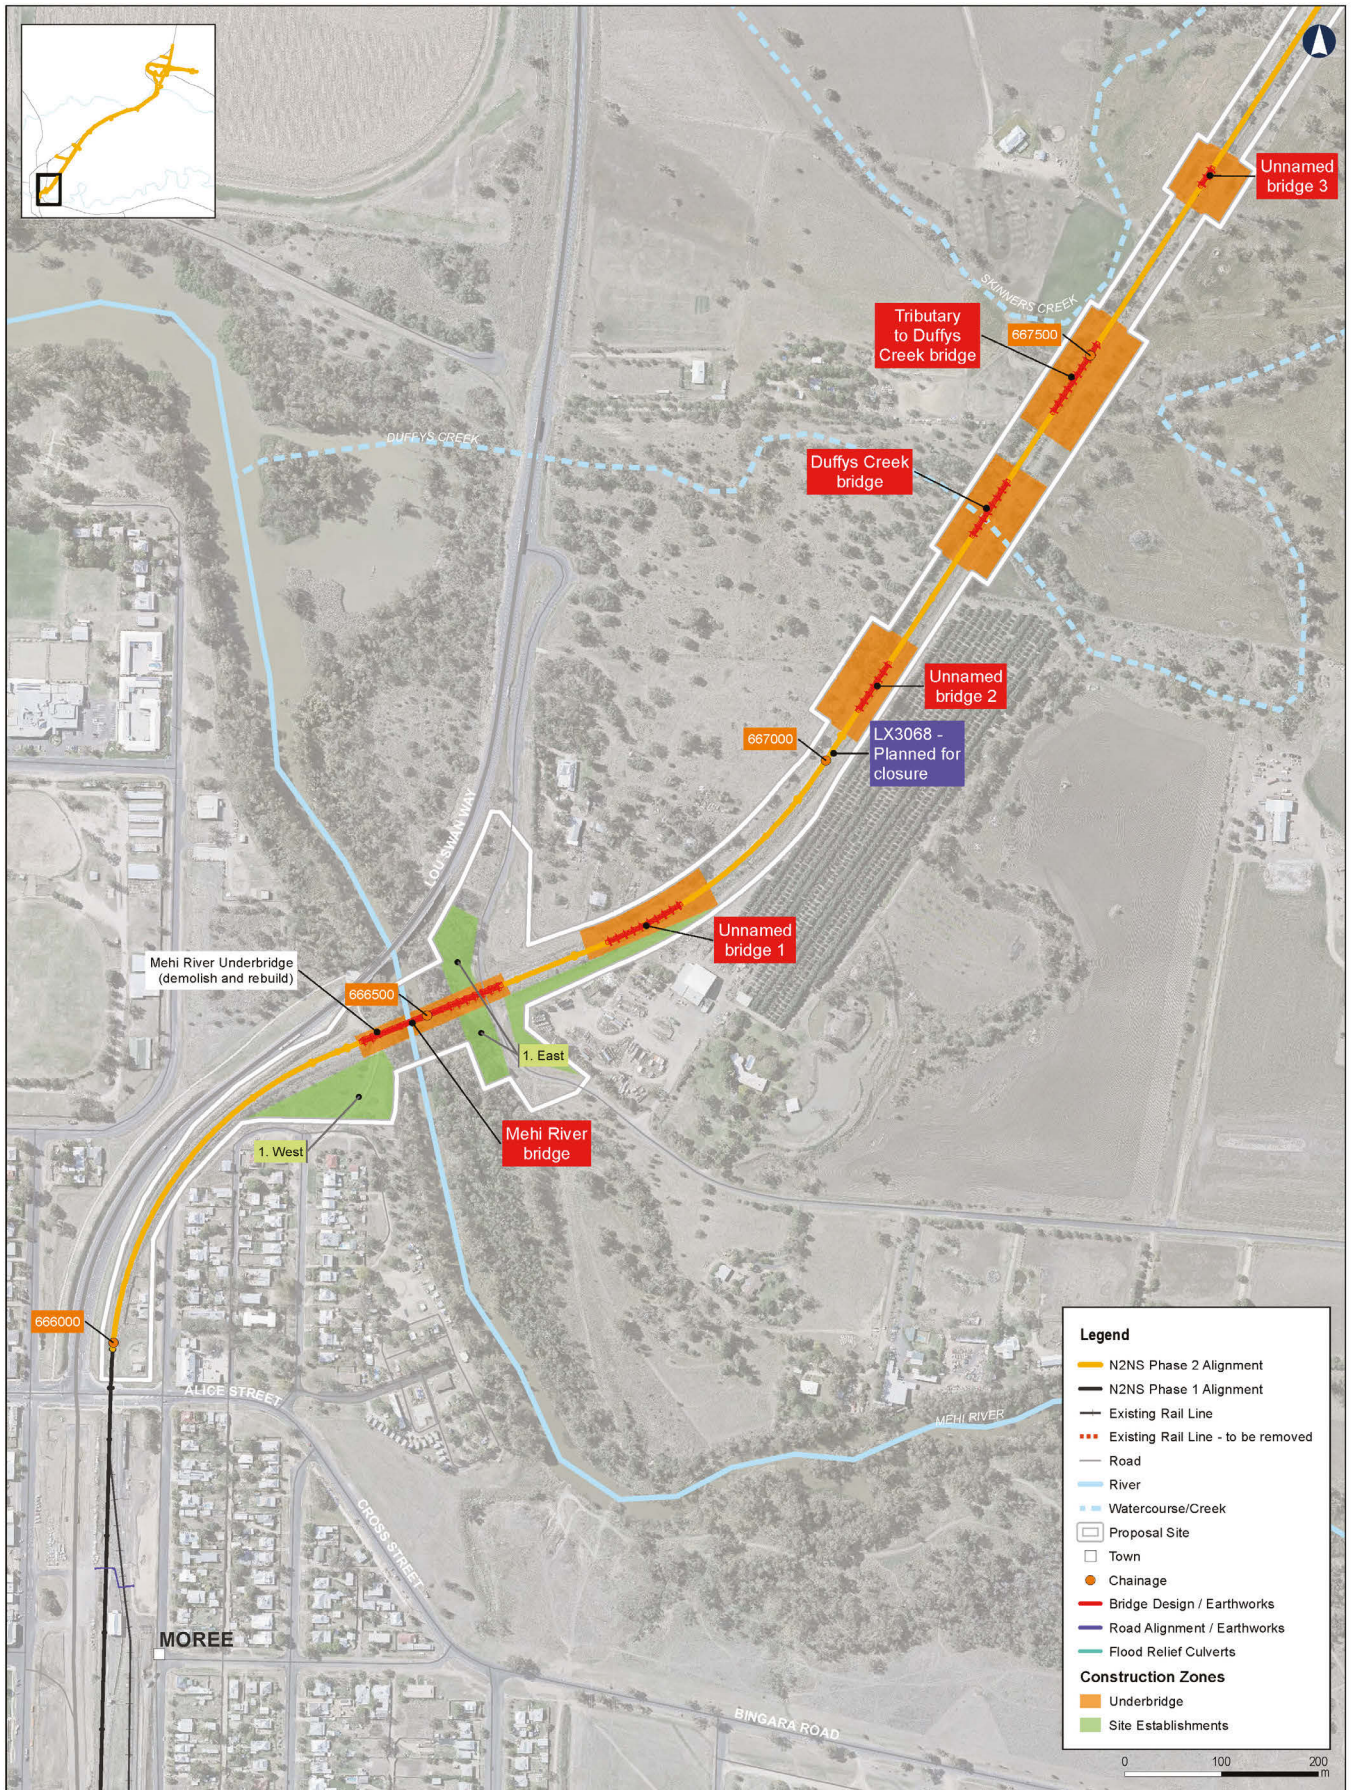 Unnamed
bridge 3
SKINNERS CREEK
Tributary
to Duffys
Creek bridge
667500
DUFFYS CREEK
Duffys Creek
bridge
Unnamed
bridge 2
667000
LX3068 -
Planned for
closure
LOU SWAN WAY
Unnamed
bridge 1
Mehi River Underbridge
(demolish and rebuild)
666500
1. East
Mehi River
bridge
1. West
666000
ALICE STREET
MEHI RIVER
CROSS STREET
MOREE
BINGARA ROAD
Legend
N2NS Phase 2 Alignment
N2NS Phase 1 Alignment
Existing Rail Line
Existing Rail Line - to be removed
Road
River
Watercourse/Creek
Proposal Site
Town
Chainage
Bridge Design / Earthworks
Road Alignment / Earthworks
Flood Relief Culverts
Construction Zones
Underbridge
Site Establishments
0 100 200
m